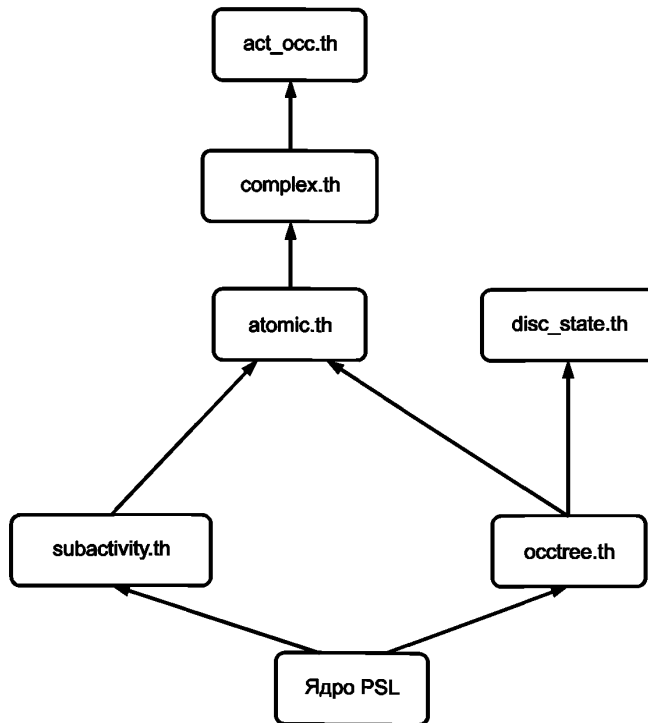 act_occ.th
complex.th
atomic.th
disc_state.th
subactivity.th
occtree.th
Ядро PSL